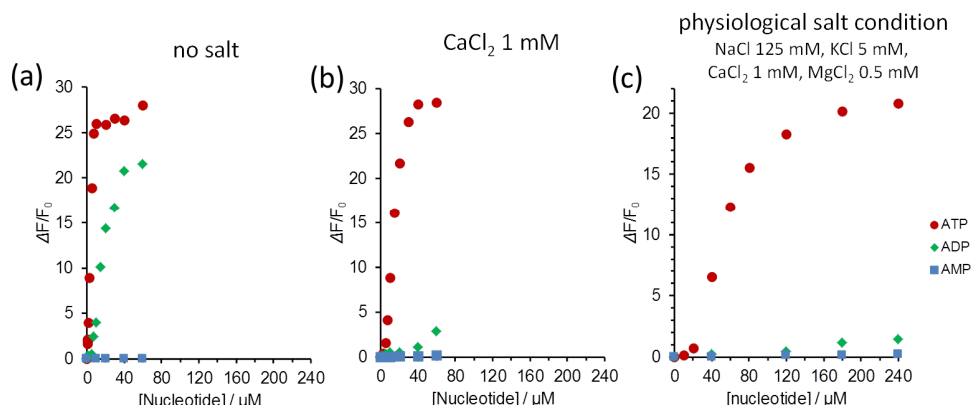 no salt
CaCl₂ 1 mM
physiological salt condition
NaCl 125 mM, KCl 5 mM,
CaCl₂ 1 mM, MgCl₂ 0.5 mM
(a)
30
25
20
15
10
5
0
ΔF/F₀
0 40 80 120 160 200 240
[Nucleotide] / μM
(b)
30
25
20
15
10
5
0
ΔF/F₀
0 40 80 120 160 200 240
[Nucleotide] / μM
(c)
20
15
10
5
0
ΔF/F₀
0 40 80 120 160 200 240
[nucleotide] / μM
ATP
ADP
AMP